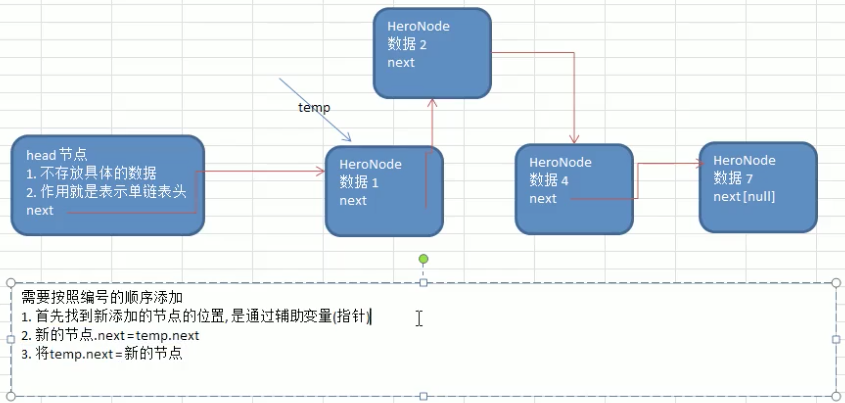 HeroNode
数据 2
next
temp
head 节点
1. 不存放具体的数据
2. 作用就是表示单链表头
next
HeroNode
数据 1
next
HeroNode
数据 4
next
HeroNode
数据 7
next [null]
需要按照编号的顺序添加
1. 首先找到新添加的节点的位置, 是通过辅助变量(指针)
2. 新的节点.next = temp.next
3. 将temp.next = 新的节点